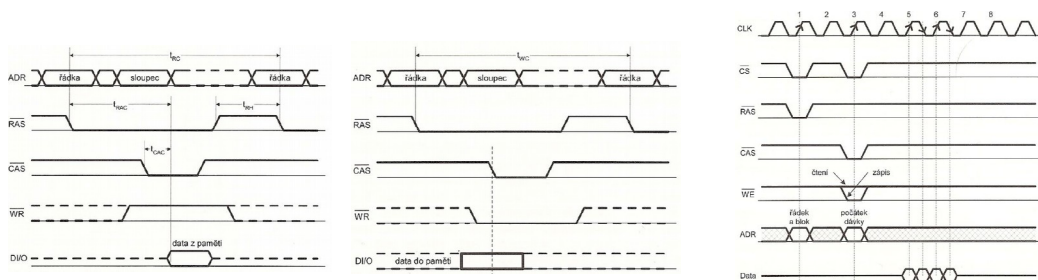 t_RC
ADR
řádka
sloupec
řádka
t_RAC
t_RH
RAS
t_CAC
CAS
WR
data z paměti
DI/O
t_WC
ADR
řádka
sloupec
řádka
RAS
CAS
WR
data do paměti
DI/O
1 2 3 4 5 6 7 8
CLK
CS
RAS
CAS
čtení
zápis
WE
řádek
a blok
počátek
dávky
ADR
Data